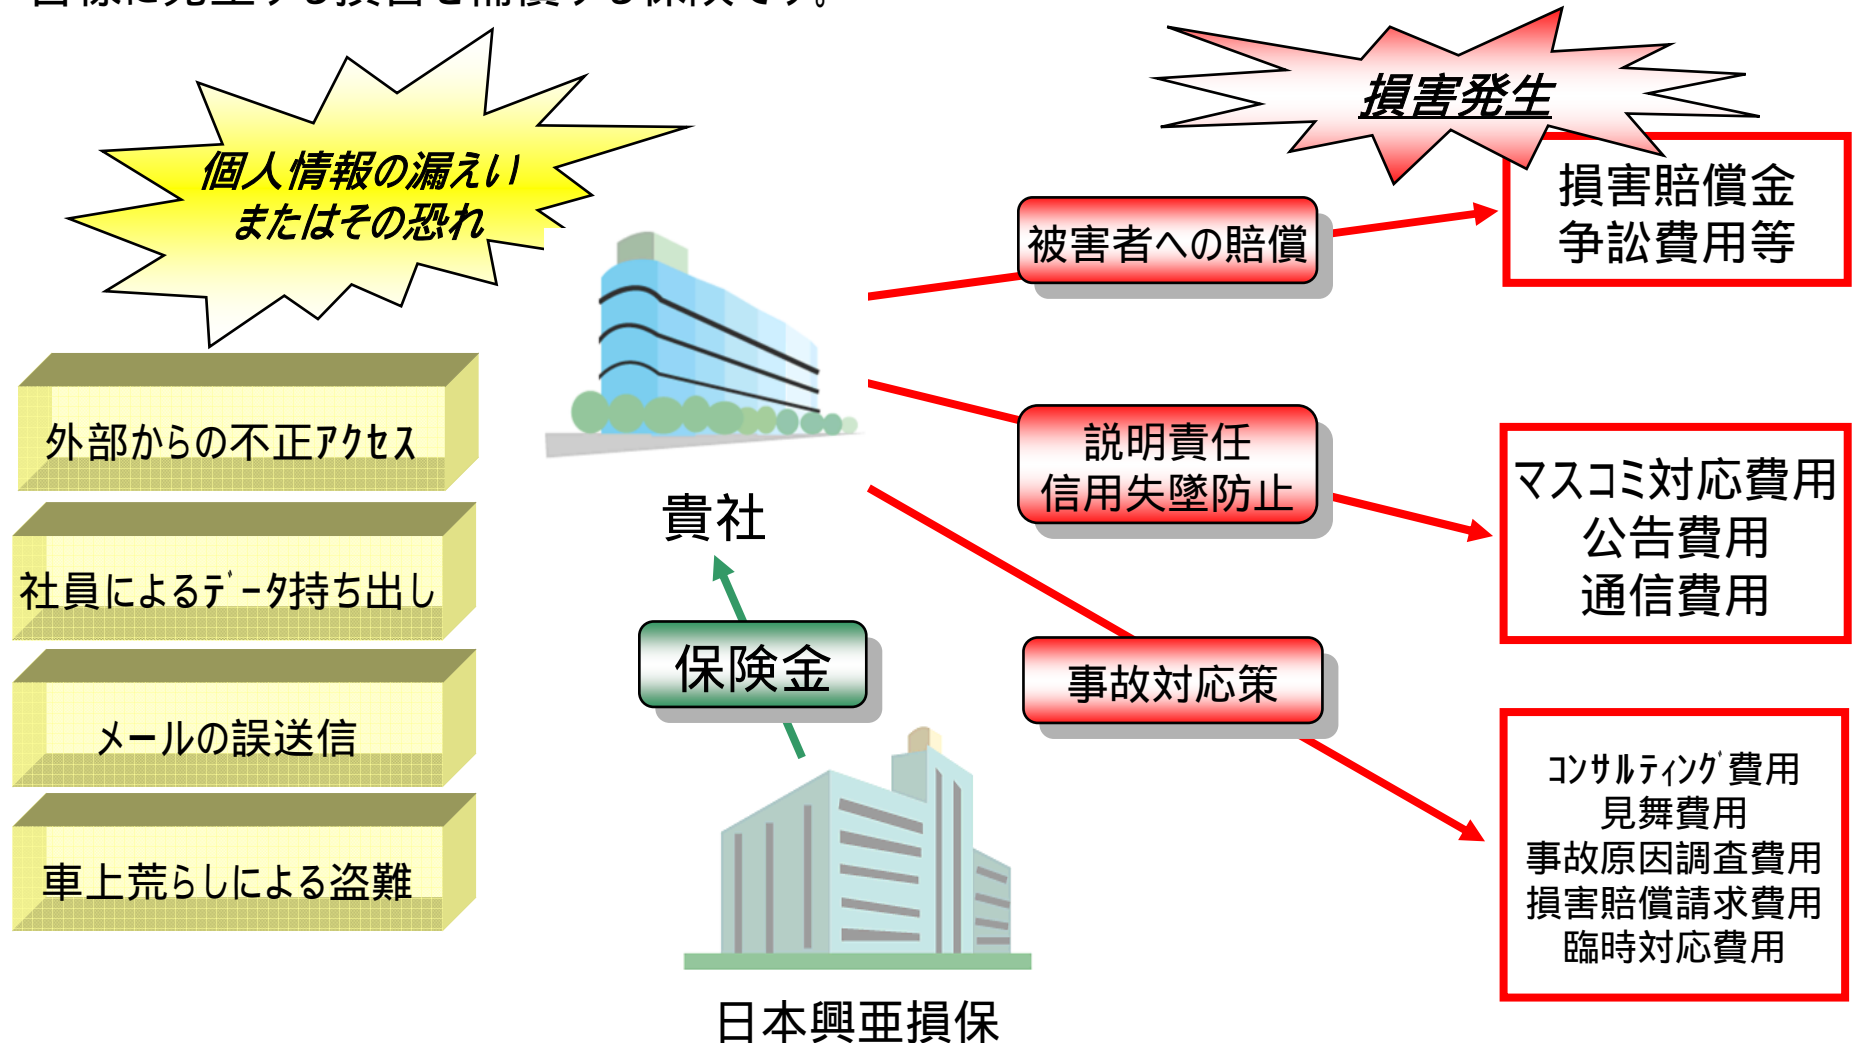 個人情報の漏えい
またはその恐れ
損害発生
外部からの不正アクセス
社員によるデータ持ち出し
メールの誤送信
車上荒らしによる盗難
貴社
保険金
日本興亜損保
被害者への賠償
損害賠償金
争訟費用等
説明責任
信用失墜防止
マスコミ対応費用
公告費用
通信費用
事故対応策
コンサルティング費用
見舞費用
事故原因調査費用
損害賠償請求費用
臨時対応費用